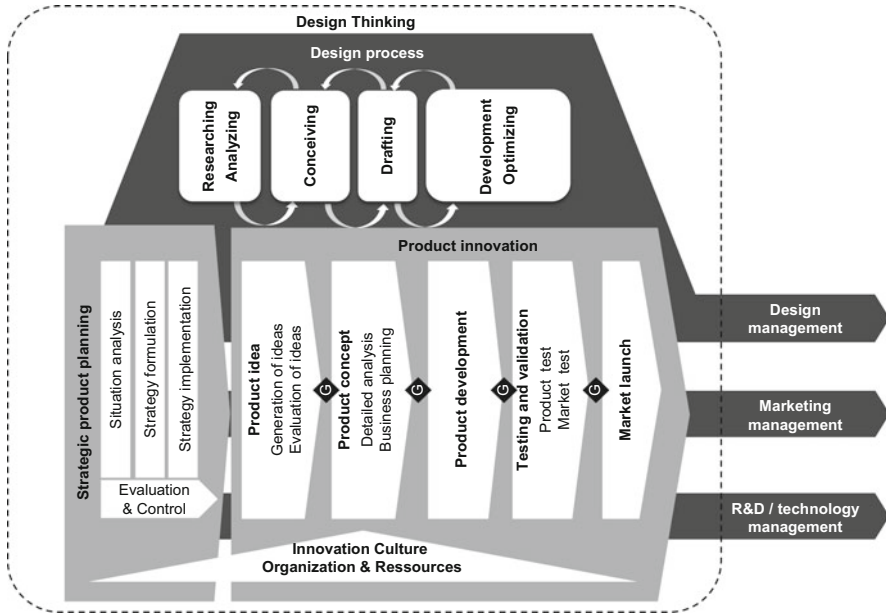 Design Thinking
Design process
Researching
Analyzing
Conceiving
Drafting
Development
Optimizing
Product innovation
Strategic product planning
Situation analysis
Strategy formulation
Strategy implementation
Evaluation
& Control
Product idea
Generation of ideas
Evaluation of ideas
G
Product concept
Detailed analysis
Business planning
G
Product development
G
Testing and validation
Product test
Market test
G
Market launch
Design
management
Marketing
management
R&D / technology
management
Innovation Culture
Organization & Ressources